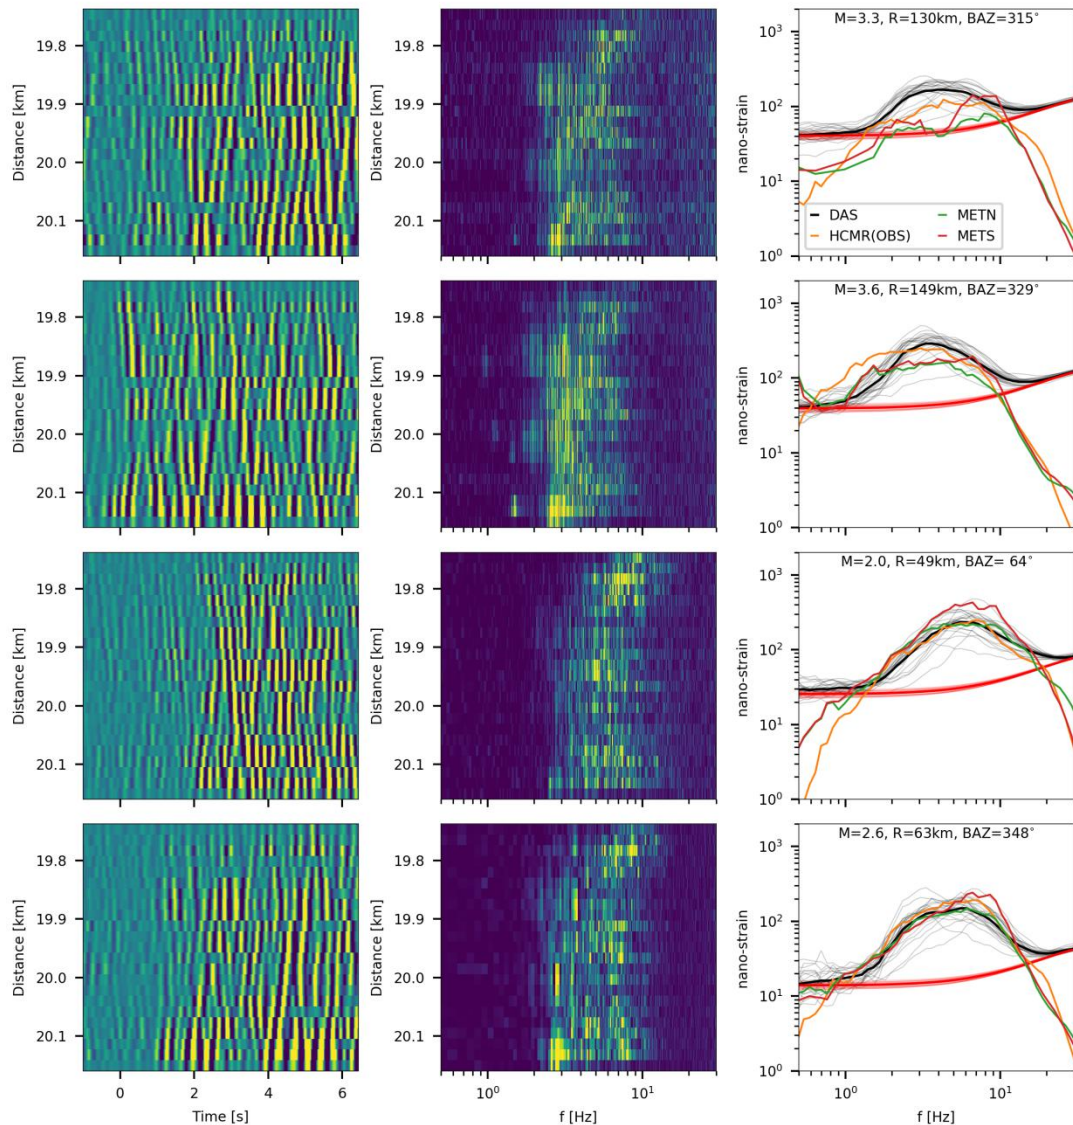 M=3.3, R=130km, BAZ=315°
Distance [km]
19.8
19.9
20.0
20.1
Distance [km]
19.8
19.9
20.0
20.1
nano-strain
10³
10²
10¹
10⁰
DAS
HCMR(OBS)
METN
METS
M=3.6, R=149km, BAZ=329°
Distance [km]
19.8
19.9
20.0
20.1
Distance [km]
19.8
19.9
20.0
20.1
nano-strain
10³
10²
10¹
10⁰
M=2.0, R=49km, BAZ= 64°
Distance [km]
19.8
19.9
20.0
20.1
Distance [km]
19.8
19.9
20.0
20.1
nano-strain
10³
10²
10¹
10⁰
M=2.6, R=63km, BAZ=348°
Distance [km]
19.8
19.9
20.0
20.1
Distance [km]
19.8
19.9
20.0
20.1
nano-strain
10³
10²
10¹
10⁰
0 2 4 6
Time [s]
10⁰ 10¹
f [Hz]
10⁰ 10¹
f [Hz]